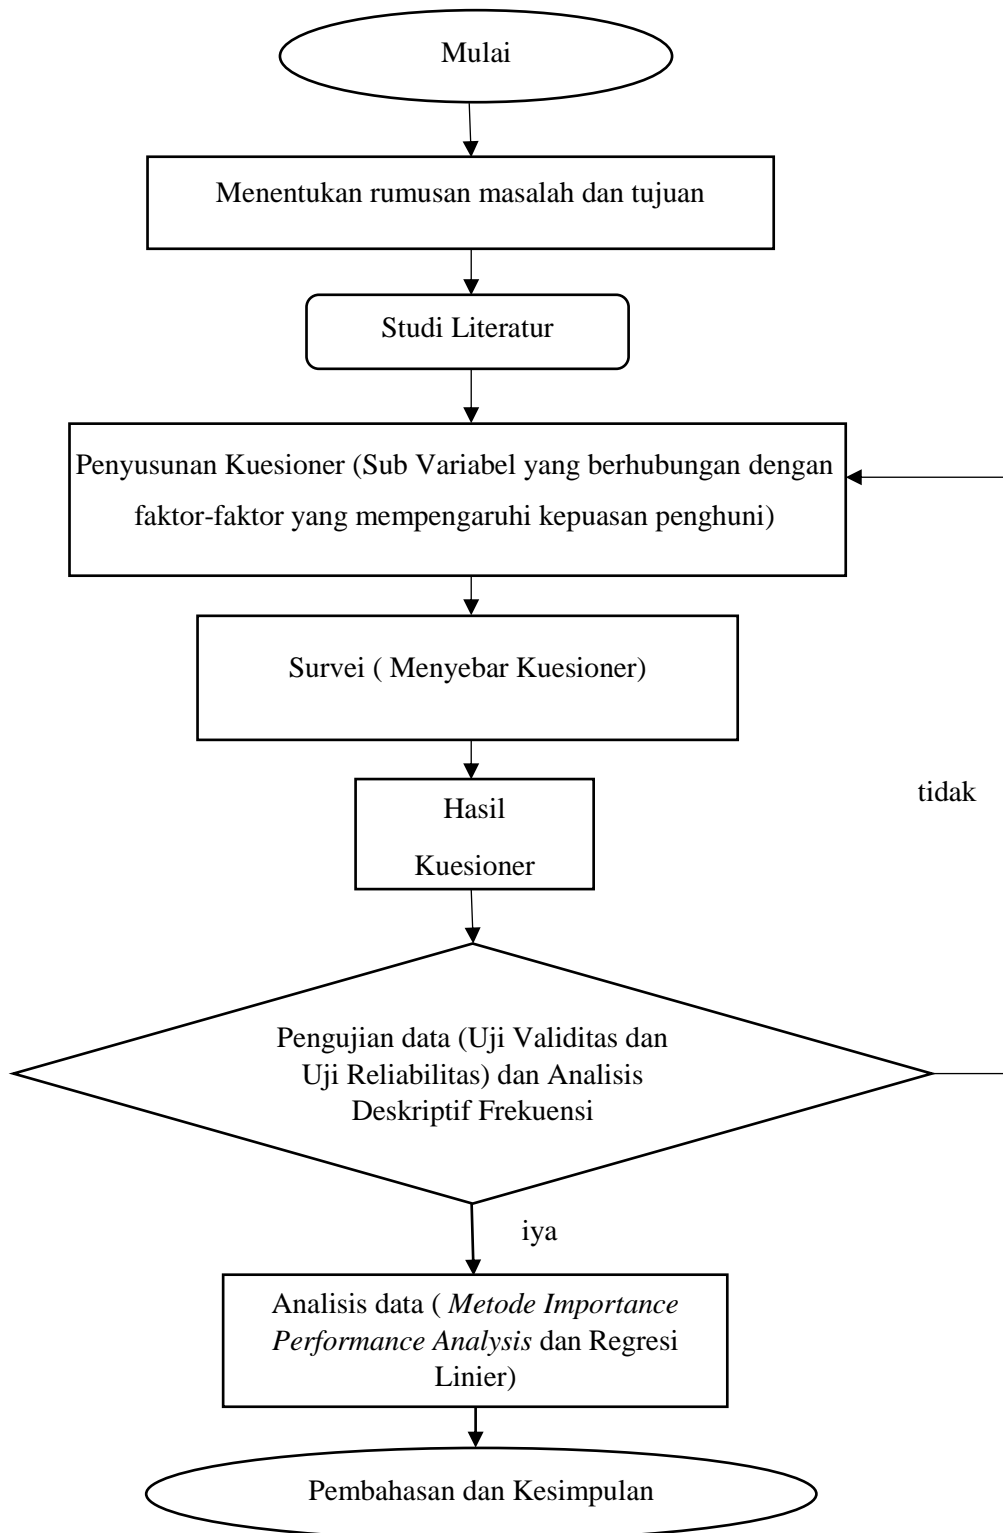 Mulai
Menentukan rumusan masalah dan tujuan
Studi Literatur
Penyusunan Kuesioner (Sub Variabel yang berhubungan dengan
faktor-faktor yang mempengaruhi kepuasan penghuni)
Survei ( Menyebar Kuesioner)
tidak
Hasil
Kuesioner
Pengujian data (Uji Validitas dan
Uji Reliabilitas) dan Analisis
Deskriptif Frekuensi
iya
Analisis data ( Metode Importance
Performance Analysis dan Regresi
Linier)
Pembahasan dan Kesimpulan